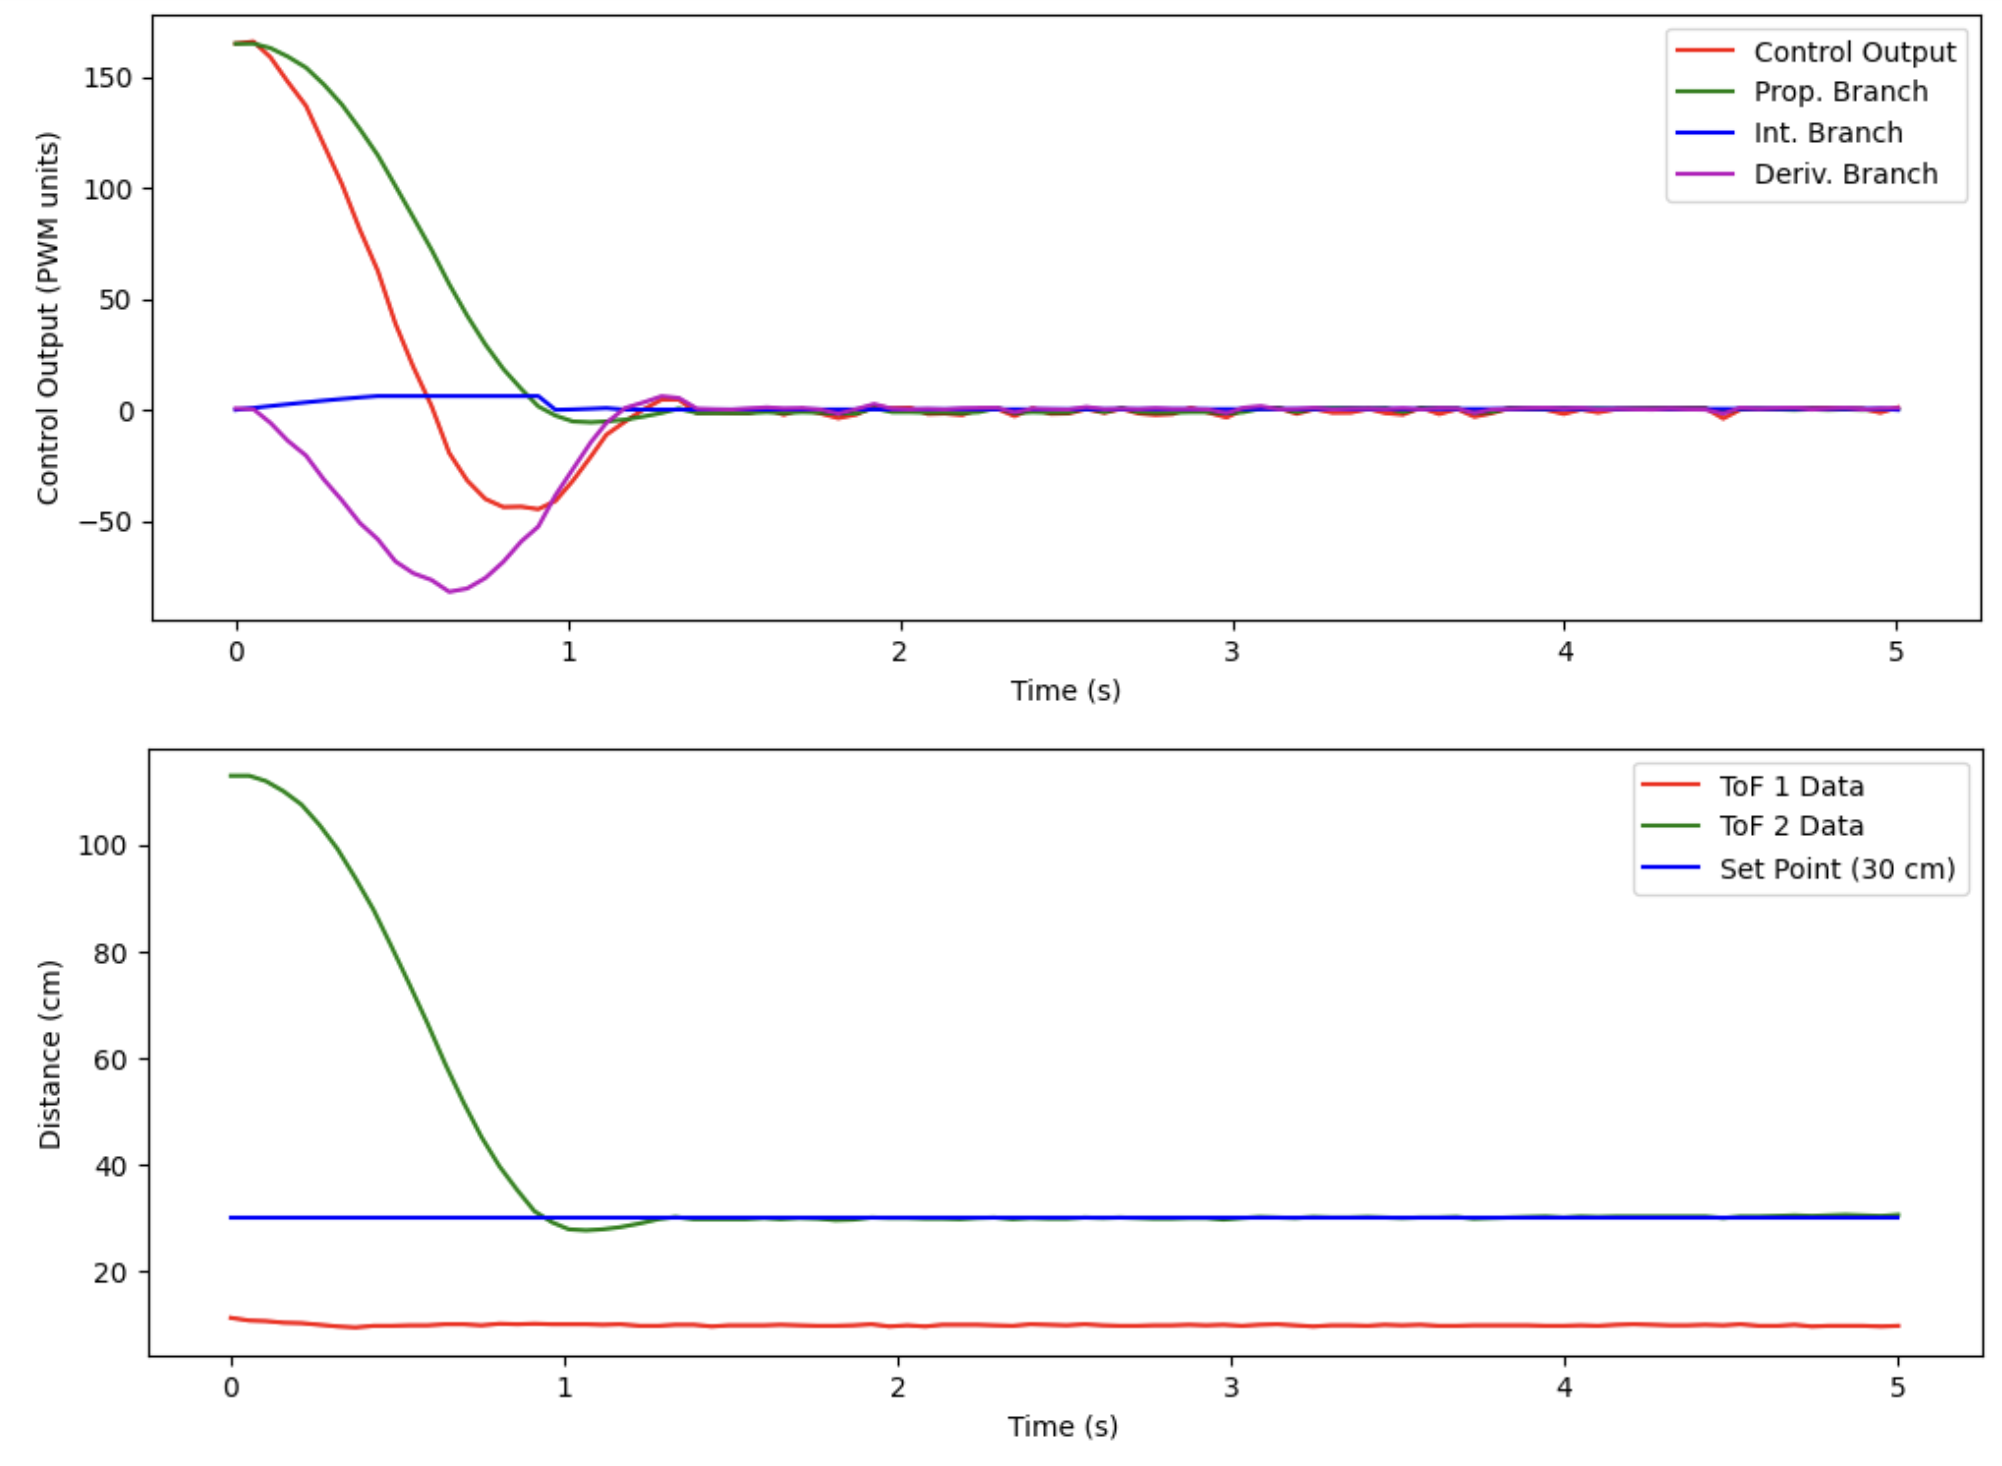 Control Output (PWM units)
150
100
50
0
−50
Control Output
Prop. Branch
Int. Branch
Deriv. Branch
0 1 2 3 4 5
Time (s)
Distance (cm)
100
80
60
40
20
ToF 1 Data
ToF 2 Data
Set Point (30 cm)
0 1 2 3 4 5
Time (s)